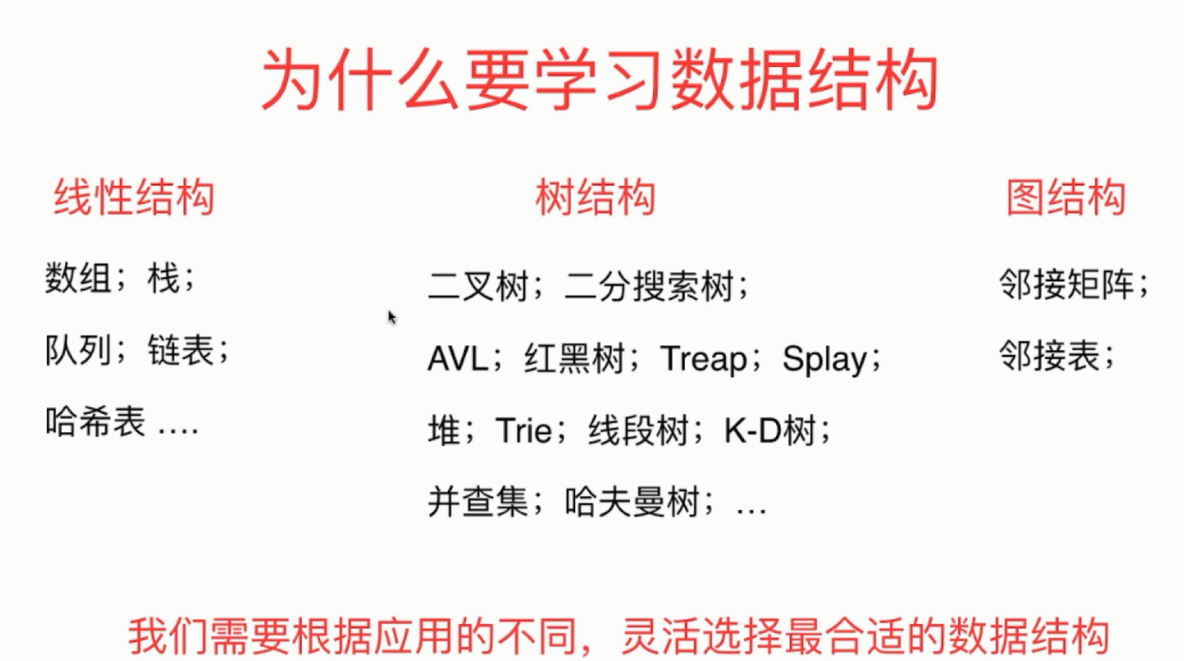 为什么要学习数据结构
线性结构
数组；栈；
队列；链表；
哈希表 ....
树结构
二叉树；二分搜索树；
AVL；红黑树；Treap；Splay；
堆；Trie；线段树；K-D树；
并查集；哈夫曼树；...
图结构
邻接矩阵；
邻接表；
我们需要根据应用的不同，灵活选择最合适的数据结构